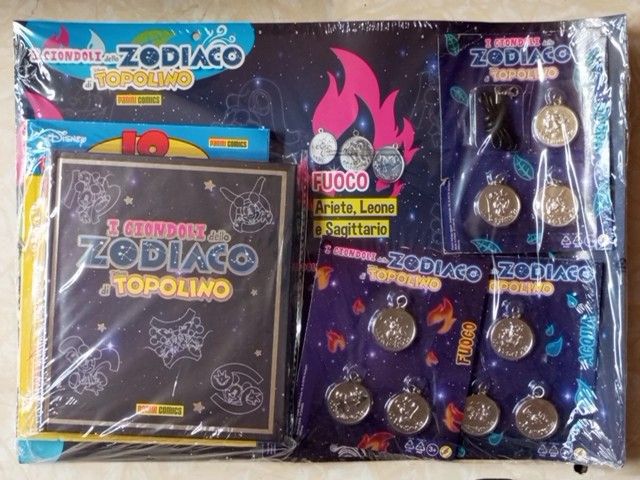 I CIONDOLI dello
ZODIACO
di TOPOLINO
PANINI COMICS
DISNEY
10
PANINI COMICS
I CIONDOLI dello
ZODIACO
di TOPOLINO
PANINI COMICS
FUOCO
Ariete, Leone
e Sagittario
I CIONDOLI dello
ZODIACO
di TOPOLINO
I CIONDOLI dello
ZODIACO
di TOPOLINO
FUOCO
ZODIACO
TOPOLINO
ACQUA